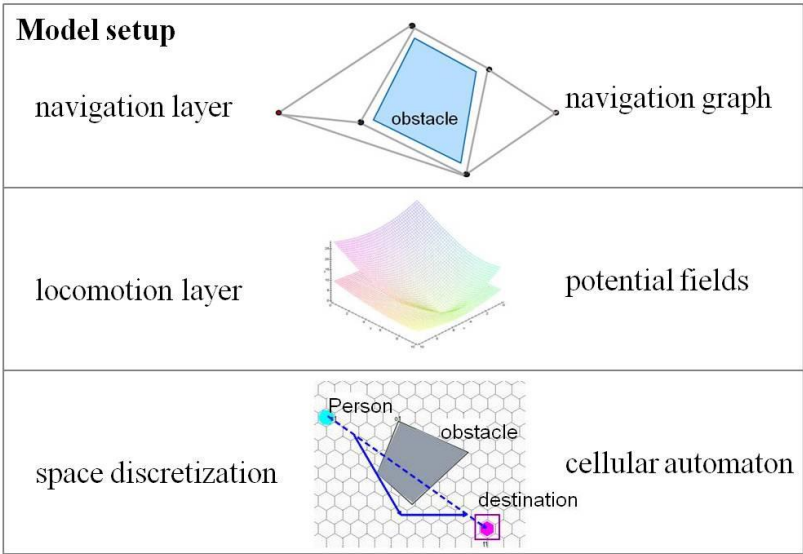 Model setup
navigation layer
obstacle
navigation graph
locomotion layer
potential fields
space discretization
Person
obstacle
destination
cellular automaton